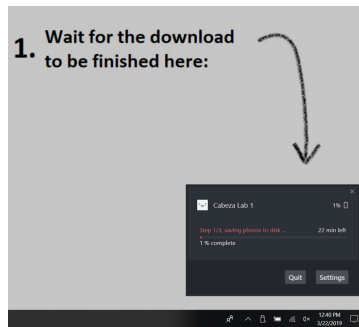 1. Wait for the download
to be finished here:
Cabeza Lab 1 1%
Step 1/3, saving photos to disk ... 22 min left
1 % complete
Quit Settings
12:40 PM
3/22/2019